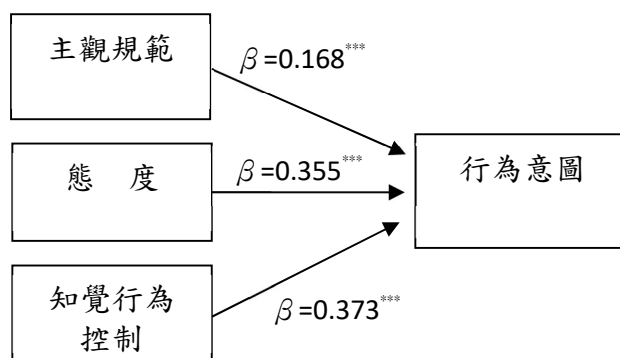 主觀規範
β=0.168***
態 度
β=0.355***
行為意圖
知覺行為
控制
β=0.373***